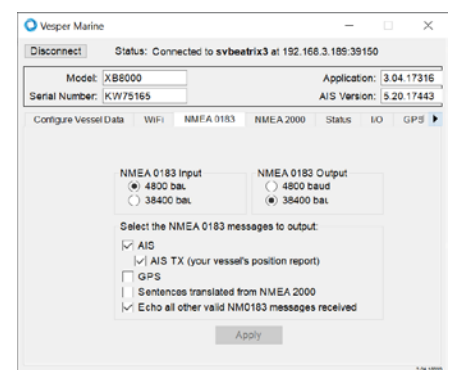 Vesper Marine
Disconnect Status: Connected to svbeatrix3 at 192.168.3.189:39150
Model: XB8000 Application: 3.04.17316
Serial Number: KW75165 AIS Version: 5.20.17443
Configure Vessel Data WiFi NMEA 0183 NMEA 2000 Status I/O GPS
NMEA 0183 Input NMEA 0183 Output
4800 bau 4800 baud
38400 bau 38400 bau
Select the NMEA 0183 messages to output:
AIS
AIS TX (your vessel's position report)
GPS
Sentences translated from NMEA 2000
Echo all other valid NM0183 messages received
Apply